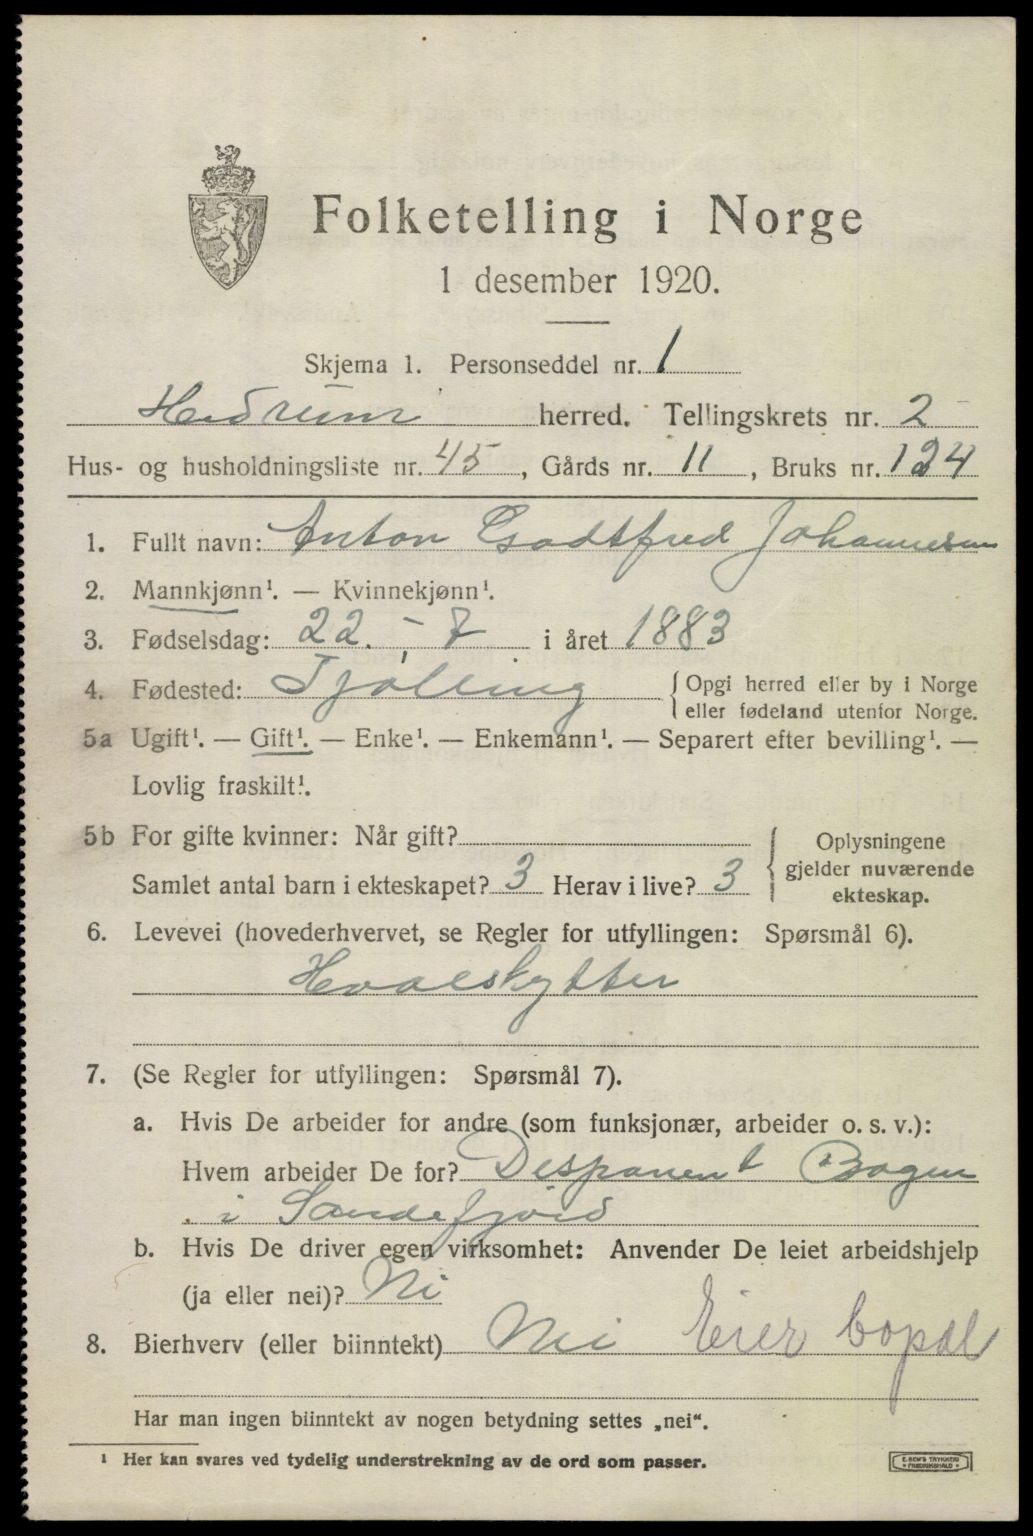 Folketelling i Norge
1 desember 1920.
Skjema 1. Personseddel nr. 1
Hedrum herred. Tellingskrets nr. 2
Hus- og husholdningsliste nr. 45, Gårds nr. 11, Bruks nr. 124
1. Fullt navn: Anton Godtfred Johannesen
2. Mannkjønn¹. — Kvinnekjønn¹.
3. Fødselsdag: 22. - 7 i året 1883
4. Fødested: Tjølling {Opgi herred eller by i Norge
eller fødeland utenfor Norge.
5a Ugift¹. — Gift¹. — Enke¹. — Enkemann¹. — Separert efter bevilling¹. —
Lovlig fraskilt¹.
5b For gifte kvinner: Når gift?
Samlet antal barn i ekteskapet? 3 Herav i live? 3
Oplysningene
gjelder nuværende
ekteskap.
6. Levevei (hovederhvervet, se Regler for utfyllingen: Spørsmål 6).
Hvalskytter
7. (Se Regler for utfyllingen: Spørsmål 7).
a. Hvis De arbeider for andre (som funksjonær, arbeider o. s. v.):
Hvem arbeider De for? Disponent Bogen
i Sandefjord
b. Hvis De driver egen virksomhet: Anvender De leiet arbeidshjelp
(ja eller nei)? Ni
8. Bierhverv (eller biinntekt) Nei Eier bopæl
Har man ingen biinntekt av nogen betydning settes „nei".
¹ Her kan svares ved tydelig understrekning av de ord som passer.
E. SEM'S TRYKKERI
FREDRIKSHALD